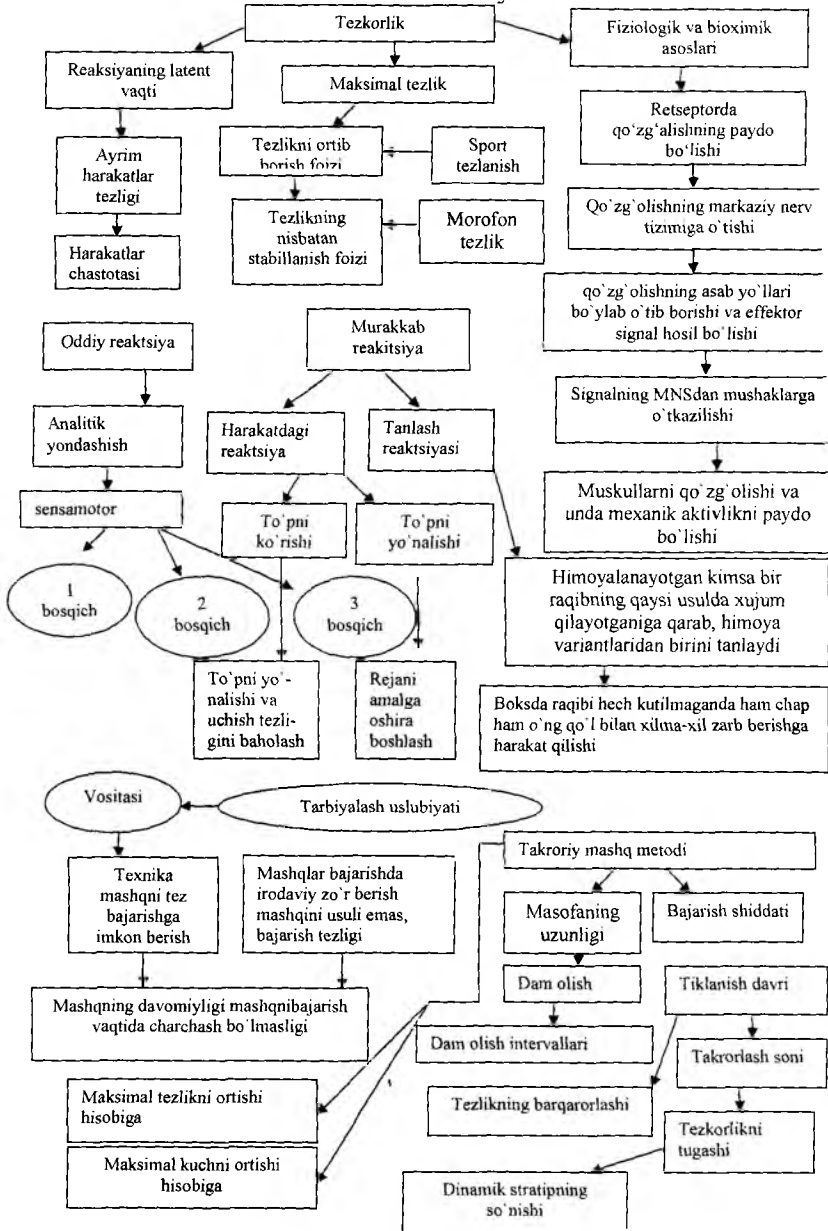 Tezkorlik
Fiziologik va bioximik
asoslari
Reaksiyaning latent
vaqti
Maksimal tezlik
Retseptorda
qo'zg'alishning paydo
bo'lishi
Ayrim
harakatlar
tezligi
Tezlikni ortib
borish foizi
Sport
tezlanish
Qo`zg`olishning markaziy nerv
tizimiga o`tishi
Tezlikning
nisbatan
stabillanish foizi
Morofon
tezlik
Harakatlar
chastotasi
qo`zg`olishning asab yo`llari
bo`ylab o`tib borishi va effektor
signal hosil bo`lishi
Oddiy reaktsiya
Murakkab
reakitsiya
Signalning MNSdan mushaklarga
o`tkazilishi
Analitik
yondashish
Harakatdagi
reaktsiya
Tanlash
reaktsiyasi
Muskullarni qo`zg`olishi va
unda mexanik aktivlikni paydo
bo`lishi
sensamotor
To`pni
ko`rishi
To`pni
yo`nalishi
1
bosqich
2
bosqich
3
bosqich
Himoyalanayotgan kimsa bir
raqibning qaysi usulda xujum
qilayotganiga qarab, himoya
variantlaridan birini tanlaydi
To`pni yo`-
nalishi va
uchish tezli-
gini baholash
Rejani
amalga
oshira
boshlash
Boksda raqibi hech kutilmaganda ham chap
ham o`ng qo`l bilan xilma-xil zarb berishga
harakat qilishi
Vositasi
Tarbiyalash uslubiyati
Takroriy mashq metodi
Texnika
mashqni tez
bajarishga
imkon berish
Mashqlar bajarishda
irodaviy zo`r berish
mashqini usuli emas,
bajarish tezligi
Masofaning
uzunligi
Bajarish shiddati
Mashqning davomiyligi mashqnibajarish
vaqtida charchash bo`lmasligi
Dam olish
Tiklanish davri
Dam olish intervallari
Takrorlash soni
Maksimal tezlikni ortishi
hisobiga
Tezlikning barqarorlashi
Tezkorlikni
tugashi
Maksimal kuchni ortishi
hisobiga
Dinamik stratipning
so`nishi